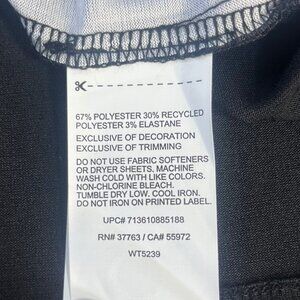 67% POLYESTER 30% RECYCLED
POLYESTER 3% ELASTANE
EXCLUSIVE OF DECORATION
EXCLUSIVE OF TRIMMING
DO NOT USE FABRIC SOFTENERS
OR DRYER SHEETS, MACHINE
WASH COLD WITH LIKE COLORS.
NON-CHLORINE BLEACH.
TUMBLE DRY LOW. COOL IRON.
DO NOT IRON ON PRINTED LABEL.
UPC# 713610885188
RN# 37763 / CA# 55972
WT5239